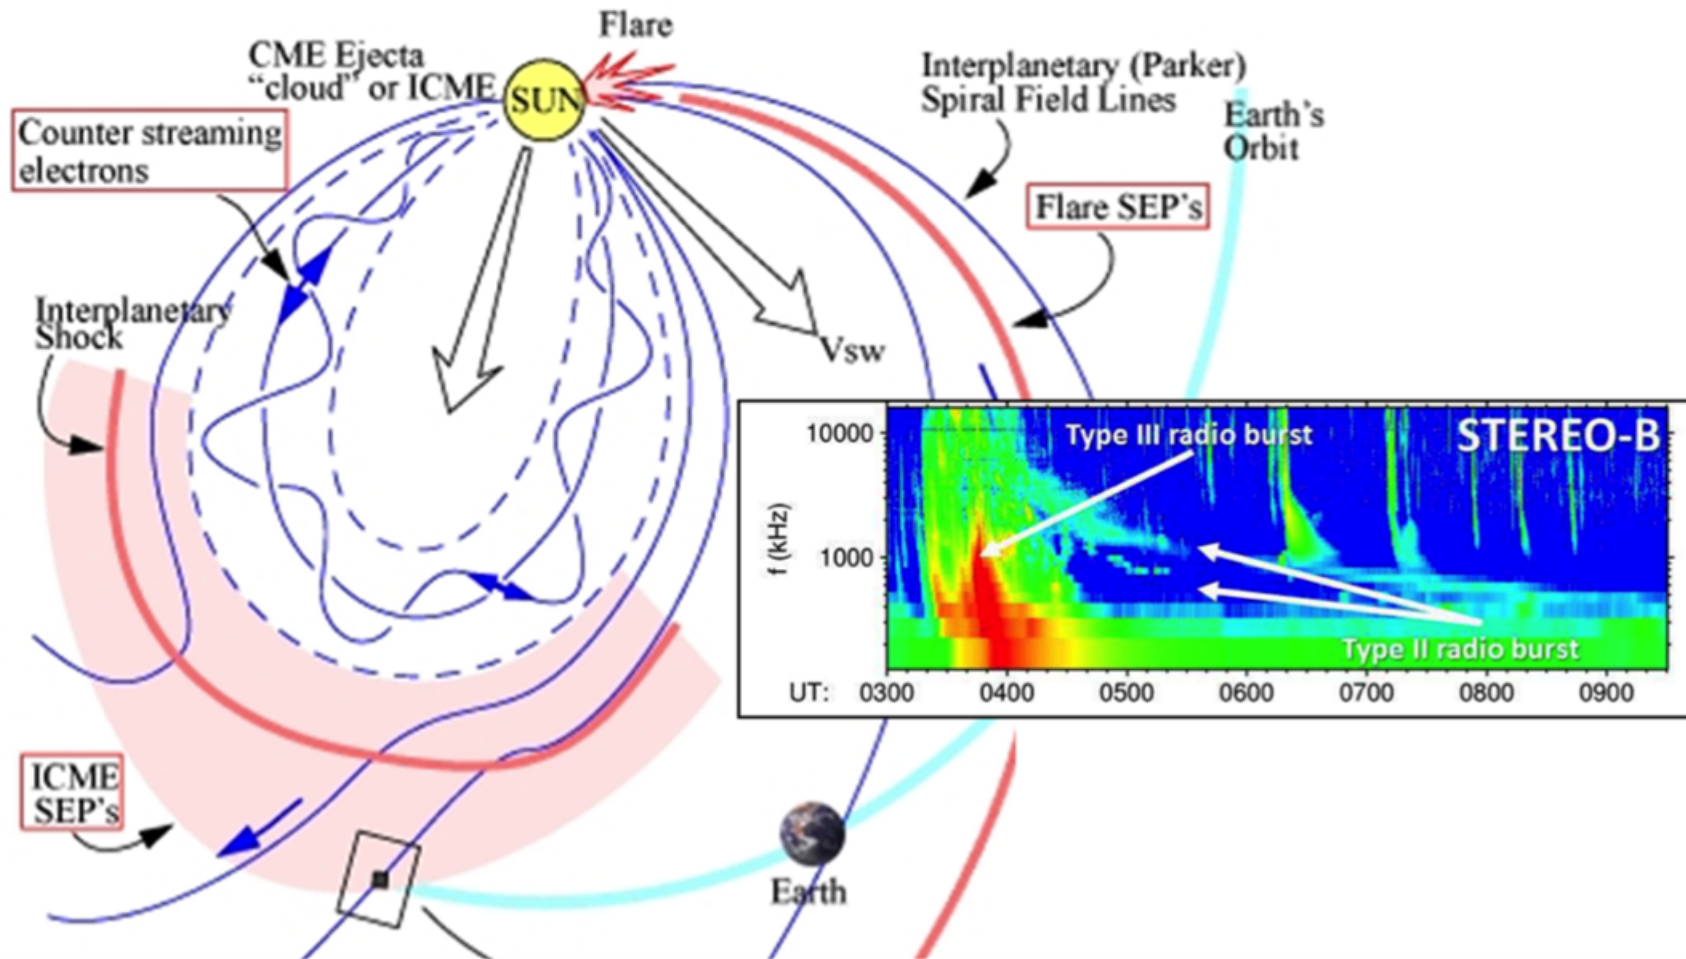 Flare
CME Ejecta
“cloud” or ICME
SUN
Interplanetary (Parker)
Spiral Field Lines
Earth’s
Orbit
Counter streaming
electrons
Flare SEP’s
Interplanetary
Shock
Vsw
STEREO-B
Type III radio burst
10000
1000
f (kHz)
Type II radio burst
UT: 0300 0400 0500 0600 0700 0800 0900
ICME
SEP’s
Earth